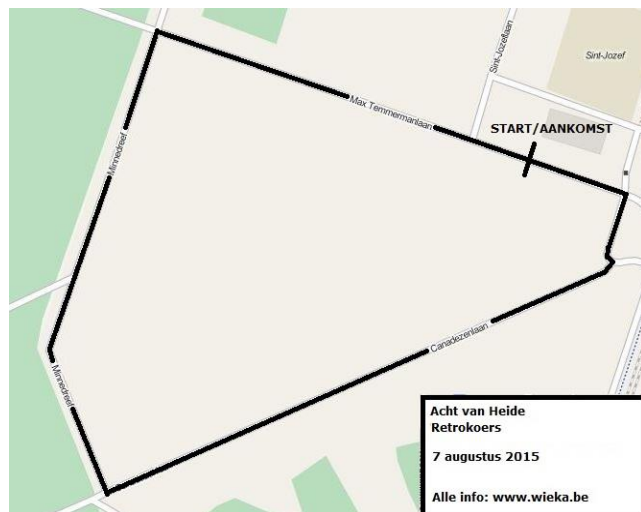 Sint-Jozeflaan
Sint-Jozef
Max Temmermanlaan
START/AANKOMST
Minnedreef
Canadezenlaan
Minnedreef
Acht van Heide
Retrokoers
7 augustus 2015
Alle info: www.wieka.be